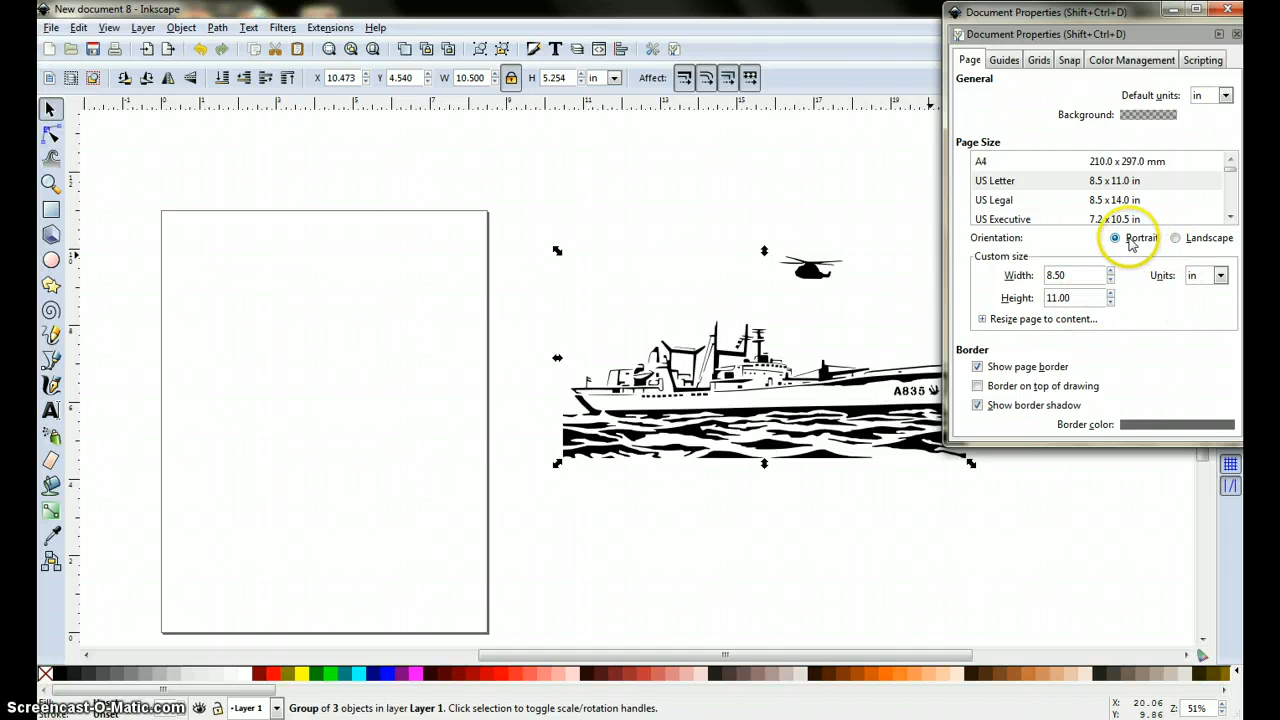 New document 8 - Inkscape
Document Properties (Shift+Ctrl+D)
File Edit View Layer Object Path Text Filters Extensions Help
Document Properties (Shift+Ctrl+D)
Page Guides Grids Snap Color Management Scripting
X 10.473 Y 4.540 W 10.500 H 5.254 in Affect:
General
Default units: in
Background:
Page Size
A4 210.0 x 297.0 mm
US Letter 8.5 x 11.0 in
US Legal 8.5 x 14.0 in
US Executive 7.2 x 10.5 in
Orientation: Portrait Landscape
Custom size
Width: 8.50 Units: in
Height: 11.00
Resize page to content...
Border
Show page border
Border on top of drawing
Show border shadow
Border color:
A835
Screencast-O-Matic.com
Layer 1 Group of 3 objects in layer Layer 1. Click selection to toggle scale/rotation handles.
X: 20.06
Y: 9.06
Z: 51%